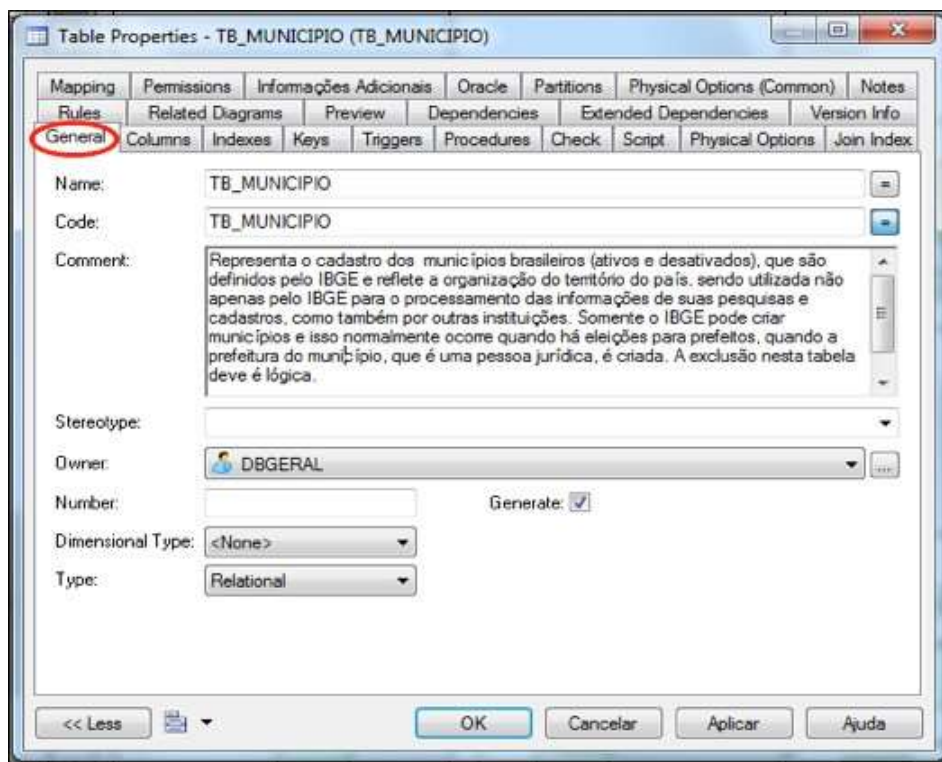 Table Properties - TB_MUNICIPIO (TB_MUNICIPIO)
Mapping Permissions Informações Adicionais Oracle Partitions Physical Options (Common) Notes
Rules Related Diagrams Preview Dependencies Extended Dependencies Version Info
General Columns Indexes Keys Triggers Procedures Check Script Physical Options Join Index
Name: TB_MUNICIPIO =
Code: TB_MUNICIPIO =
Comment: Representa o cadastro dos municípios brasileiros (ativos e desativados), que são
definidos pelo IBGE e reflete a organização do território do país, sendo utilizada não
apenas pelo IBGE para o processamento das informações de suas pesquisas e
cadastros, como também por outras instituições. Somente o IBGE pode criar
municípios e isso normalmente ocorre quando há eleições para prefeitos, quando a
prefeitura do município, que é uma pessoa jurídica, é criada. A exclusão nesta tabela
deve é lógica.
Stereotype:
Owner: DBGERAL ...
Number: Generate:
Dimensional Type: <None>
Type: Relational
<< Less OK Cancelar Aplicar Ajuda